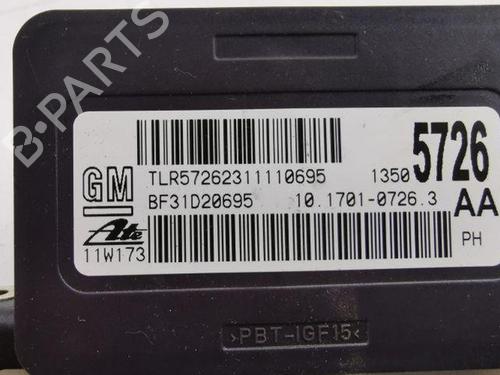 B-PARTS
GM
TLR57262311110695
1350 5726
BF31D20695
10.1701-0726.3
AA
Ate
11W173
PH
>PBT-IGF15<